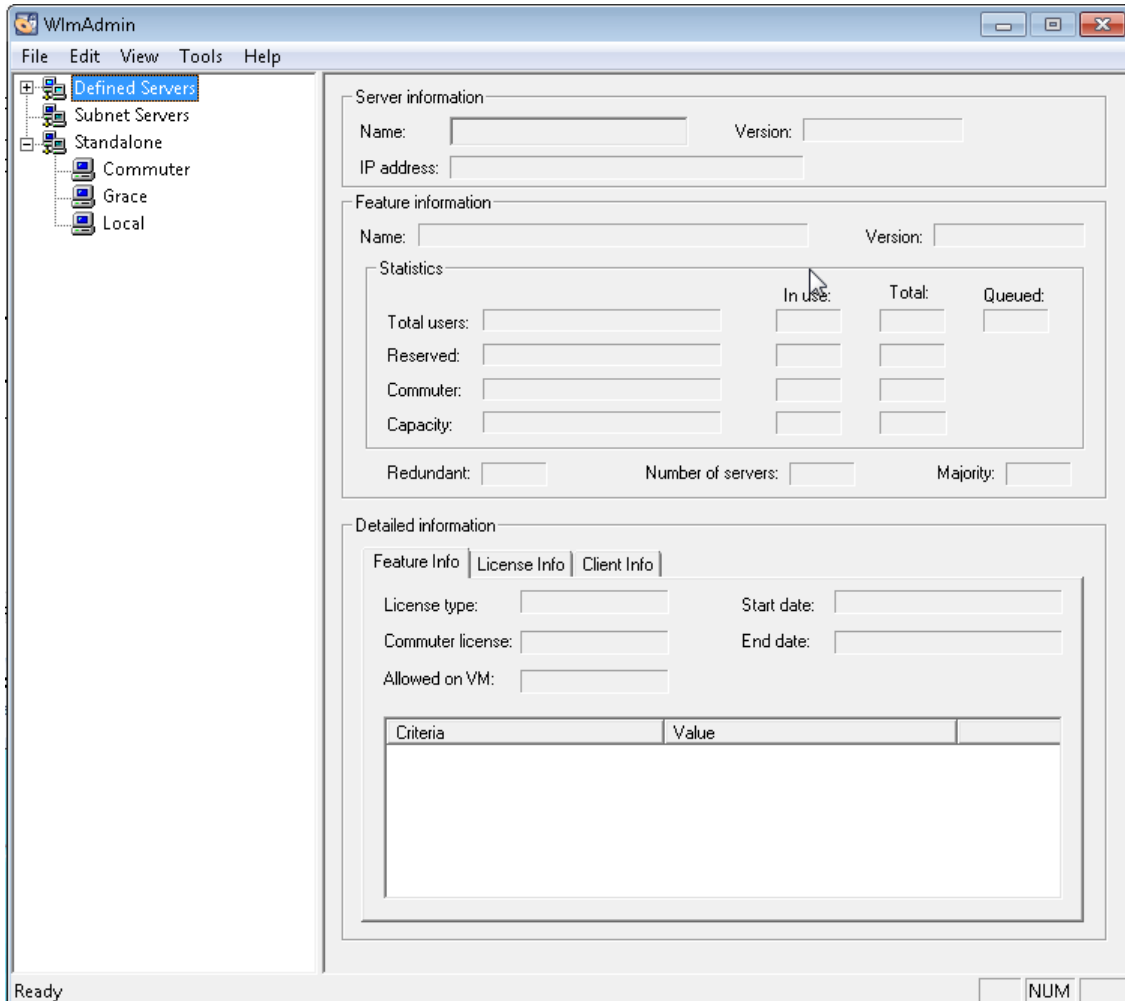 WlmAdmin
File Edit View Tools Help
Defined Servers
Subnet Servers
Standalone
Commuter
Grace
Local
Server information
Name: Version:
IP address:
Feature information
Name: Version:
Statistics
In use: Total: Queued:
Total users:
Reserved:
Commuter:
Capacity:
Redundant: Number of servers: Majority:
Detailed information
Feature Info License Info Client Info
License type: Start date:
Commuter license: End date:
Allowed on VM:
Criteria Value
Ready NUM